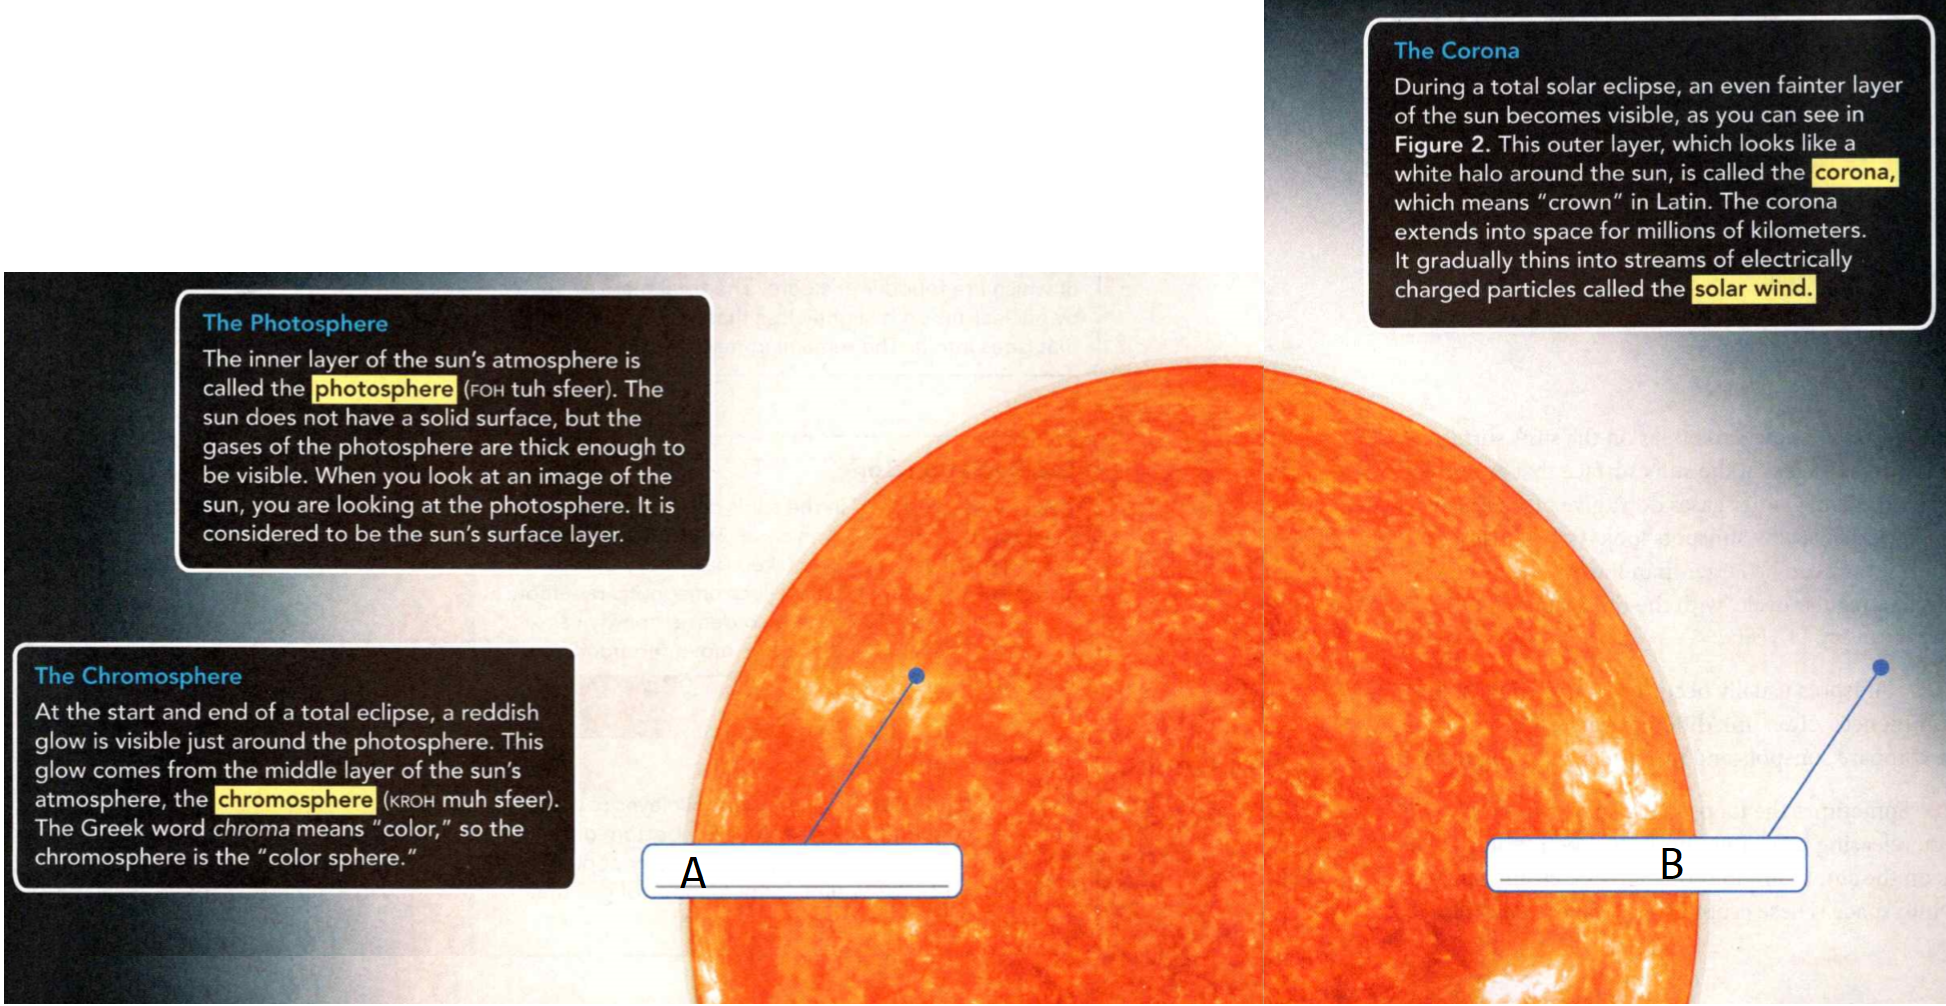 The Photosphere
The inner layer of the sun's atmosphere is
called the photosphere (FOH tuh sfeer). The
sun does not have a solid surface, but the
gases of the photosphere are thick enough to
be visible. When you look at an image of the
sun, you are looking at the photosphere. It is
considered to be the sun's surface layer.
The Chromosphere
At the start and end of a total eclipse, a reddish
glow is visible just around the photosphere. This
glow comes from the middle layer of the sun's
atmosphere, the chromosphere (KROH muh sfeer).
The Greek word chroma means “color,” so the
chromosphere is the “color sphere.”
The Corona
During a total solar eclipse, an even fainter layer
of the sun becomes visible, as you can see in
Figure 2. This outer layer, which looks like a
white halo around the sun, is called the corona,
which means “crown” in Latin. The corona
extends into space for millions of kilometers.
It gradually thins into streams of electrically
charged particles called the solar wind.
A
B